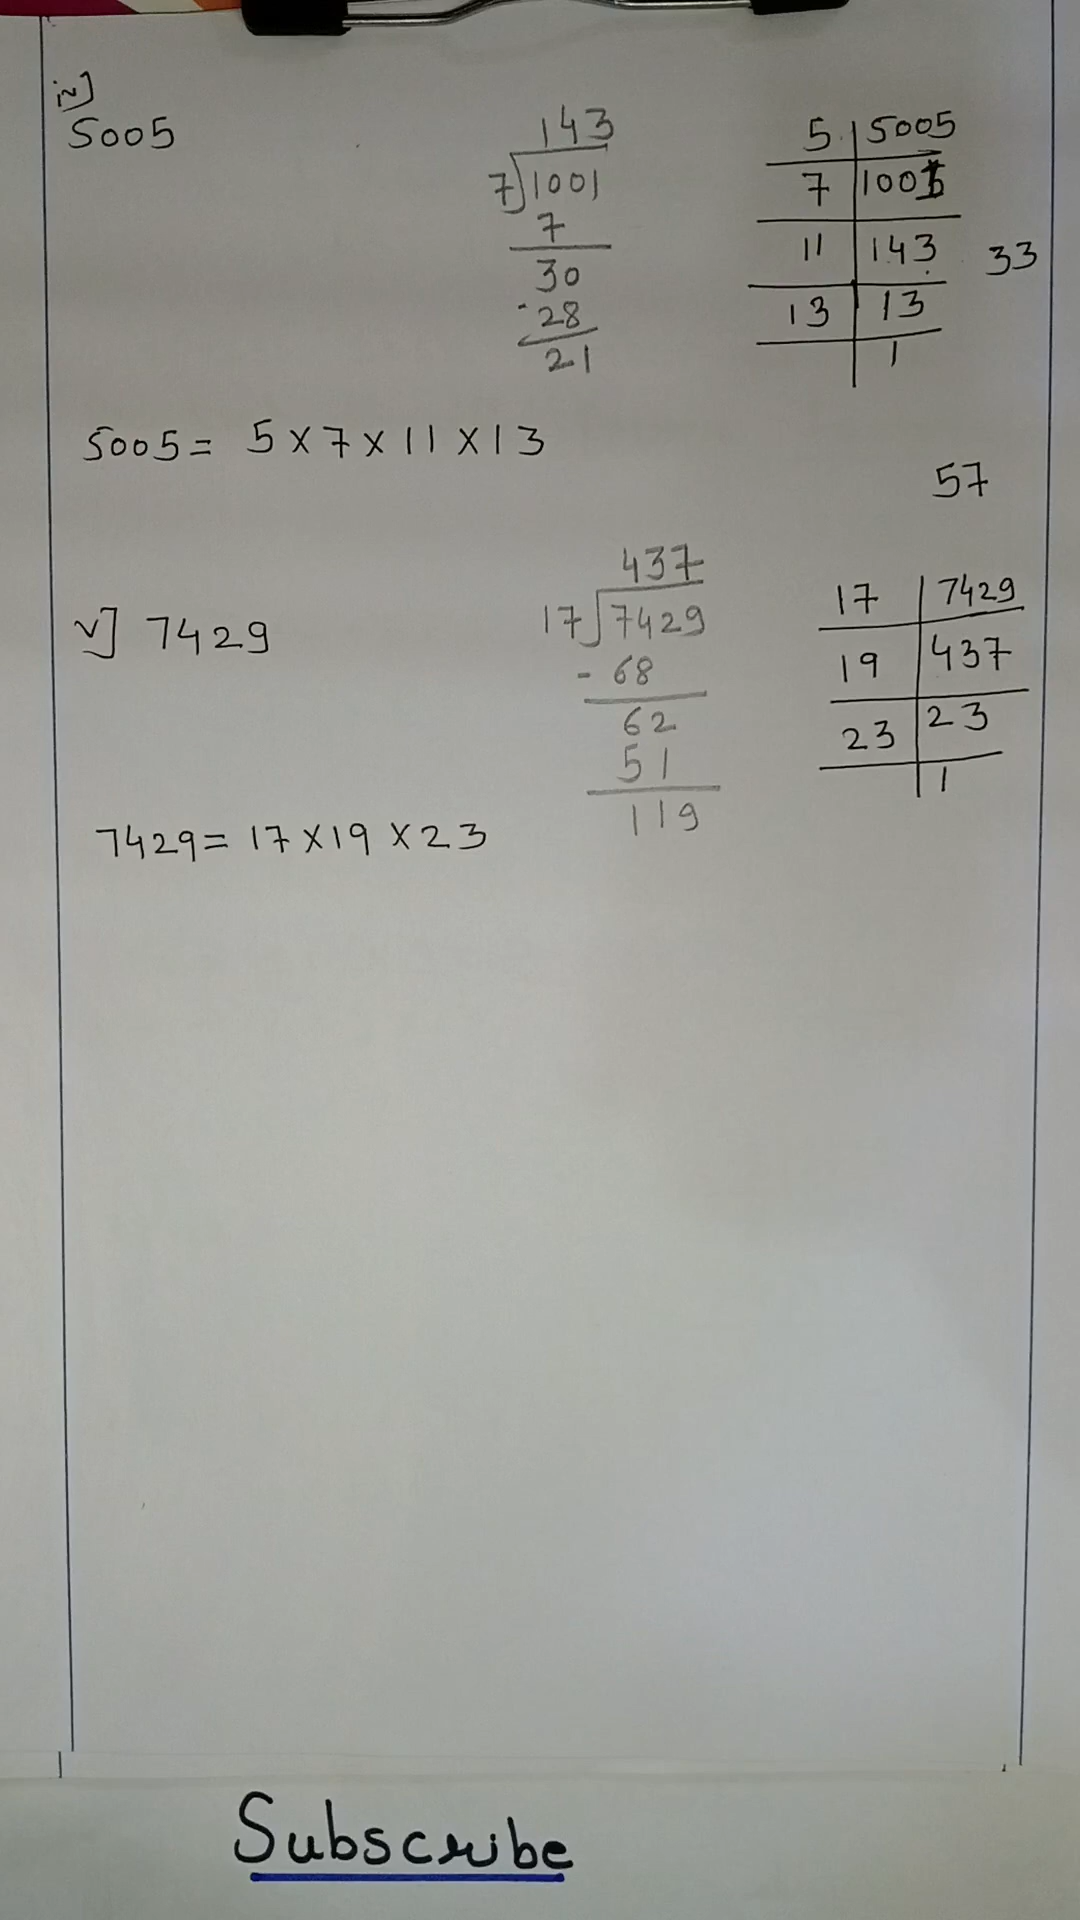 iv]
5005
143
7)1001
7
30
- 28
21
5 | 5005
7 | 1001
11 | 143
13 | 13
1
33
5005 = 5 × 7 × 11 × 13
57
v] 7429
437
17)7429
- 68
62
51
119
17 | 7429
19 | 437
23 | 23
1
7429 = 17 × 19 × 23
Subscribe